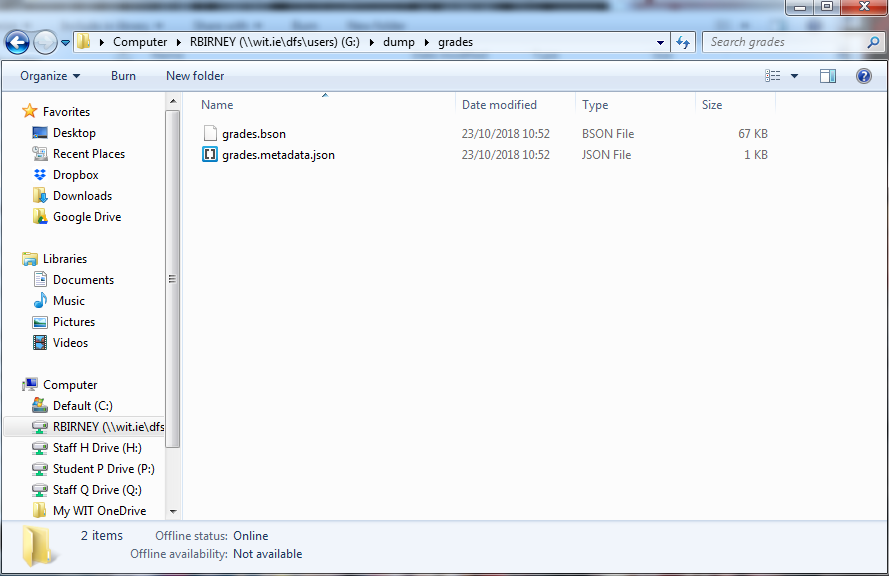 Computer RBIRNEY (\\wit.ie\dfs\users) (G:) dump grades
Search grades
Organize Burn New folder
Name Date modified Type Size
grades.bson 23/10/2018 10:52 BSON File 67 KB
grades.metadata.json 23/10/2018 10:52 JSON File 1 KB
Favorites
Desktop
Recent Places
Dropbox
Downloads
Google Drive
Libraries
Documents
Music
Pictures
Videos
Computer
Default (C:)
RBIRNEY (\\wit.ie\dfs
Staff H Drive (H:)
Student P Drive (P:)
Staff Q Drive (Q:)
My WIT OneDrive
2 items Offline status: Online
Offline availability: Not available